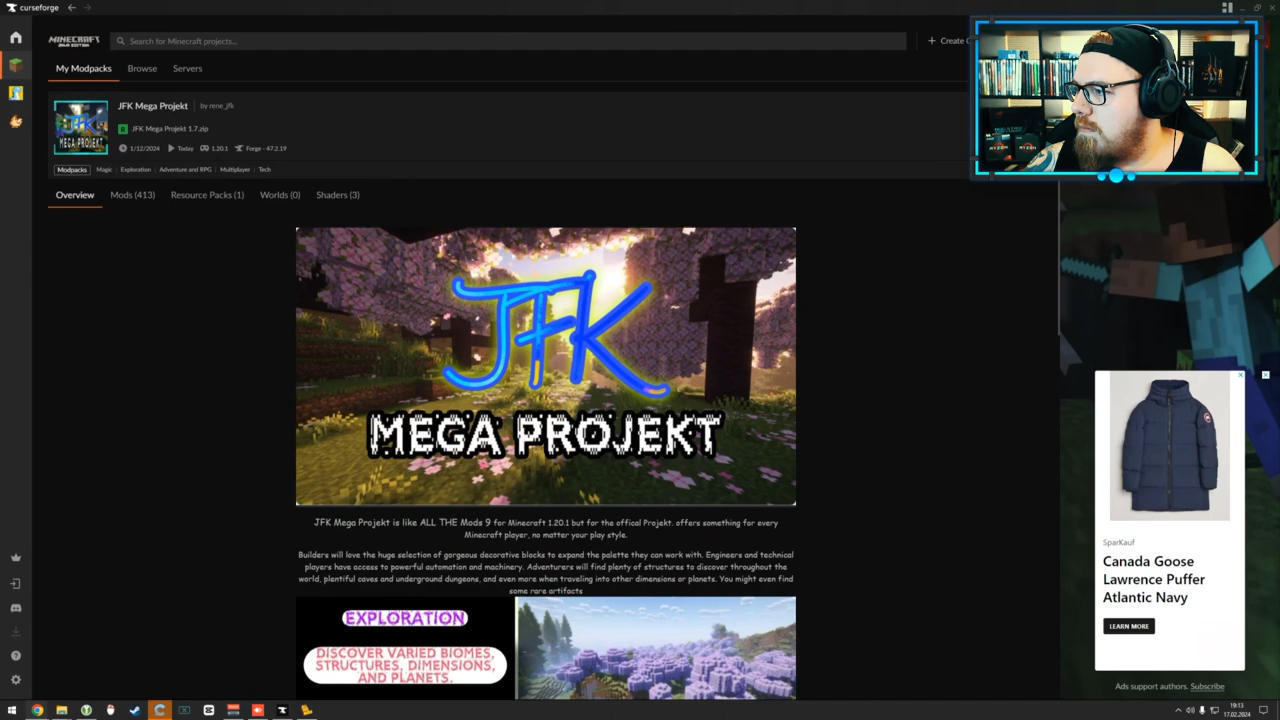 curseforge
MINECRAFT
JAVA EDITION
Search for Minecraft projects...
Create C
My Modpacks
Browse
Servers
JFK
MEGA PROJEKT
JFK Mega Projekt
by rene_jfk
R
JFK Mega Projekt 1.7.zip
1/12/2024
Today
1.20.1
Forge - 47.2.19
Modpacks
Magic
Exploration
Adventure and RPG
Multiplayer
Tech
Overview
Mods (413)
Resource Packs (1)
Worlds (0)
Shaders (3)
RYZEN
RYZEN
JFK
MEGA PROJEKT
JFK Mega Projekt is like ALL THE Mods 9 for Minecraft 1.20.1 but for the offical Projekt. offers something for every
Minecraft player, no matter your play style.
Builders will love the huge selection of gorgeous decorative blocks to expand the palette they can work with. Engineers and technical
players have access to powerful automation and machinery. Adventurers will find plenty of structures to discover throughout the
world, plentiful caves and underground dungeons, and even more when traveling into other dimensions or planets. You might even find
some rare artifacts
EXPLORATION
DISCOVER VARIED BIOMES,
STRUCTURES, DIMENSIONS,
AND PLANETS.
SparKauf
Canada Goose
Lawrence Puffer
Atlantic Navy
LEARN MORE
Ads support authors. Subscribe
19:13
17.02.2024